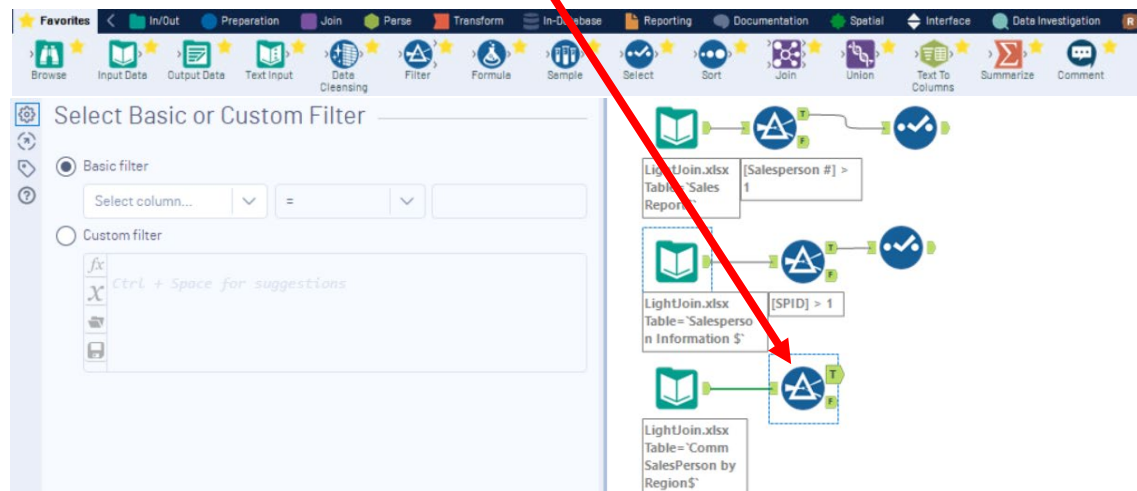 Favorites In/Out Preparation Join Parse Transform In-Database Reporting Documentation Spatial Interface Data Investigation R
Browse Input Data Output Data Text Input Data Cleansing Filter Formula Sample Select Sort Join Union Text To Columns Summarize Comment
Select Basic or Custom Filter
Basic filter
Select column... =
Custom filter
fx
Ctrl + Space for suggestions
X
T
F
LightJoin.xlsx
Table=`Sales
Report$`
[Salesperson #] >
1
T
F
LightJoin.xlsx
Table=`Salesperso
n Information $`
[SPID] > 1
T
F
LightJoin.xlsx
Table=`Comm
SalesPerson by
Region$`